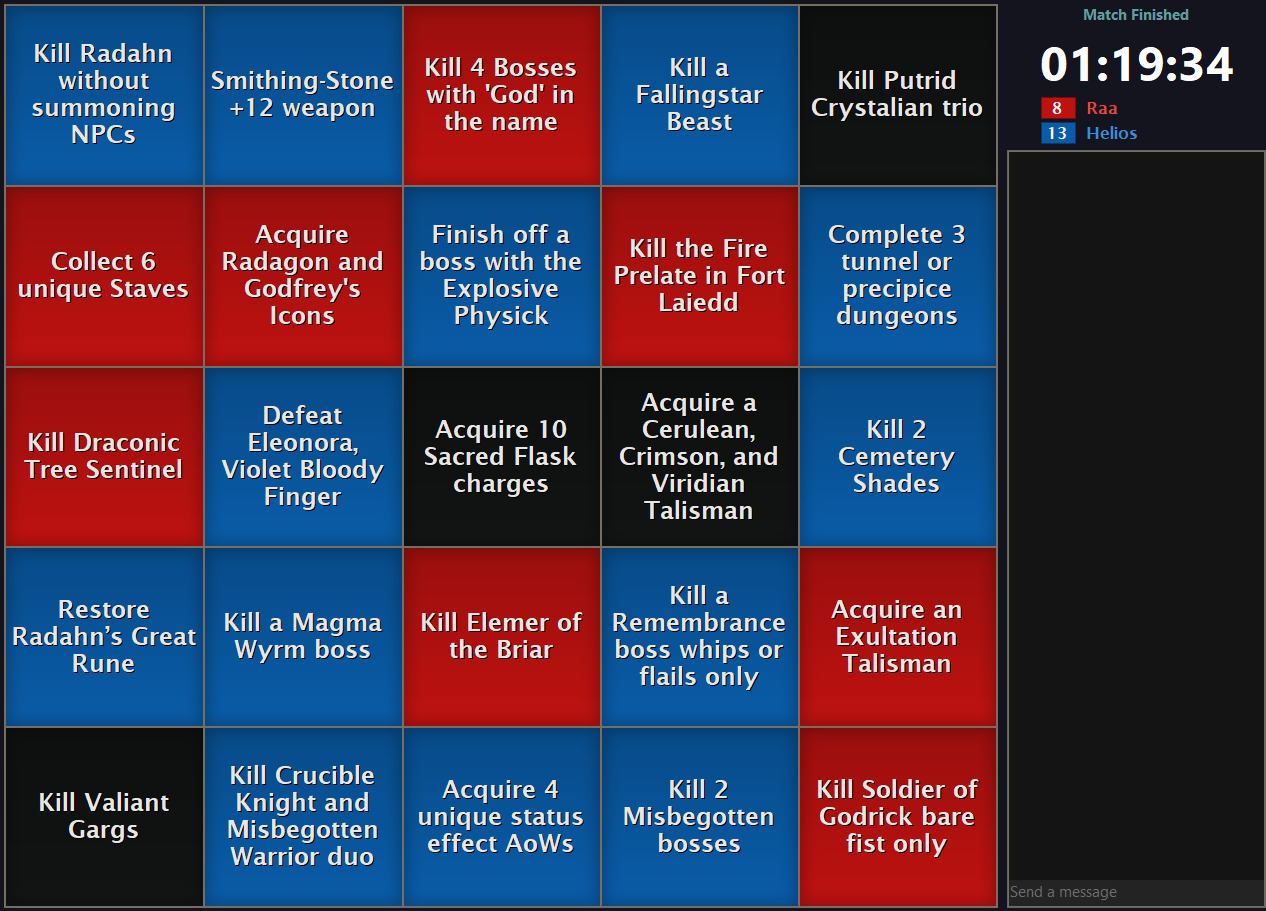 Kill Radahn
without
summoning
NPCs
Smithing-Stone
+12 weapon
Kill 4 Bosses
with 'God' in
the name
Kill a
Fallingstar
Beast
Kill Putrid
Crystalian trio
Collect 6
unique Staves
Acquire
Radagon and
Godfrey's
Icons
Finish off a
boss with the
Explosive
Physick
Kill the Fire
Prelate in Fort
Laiedd
Complete 3
tunnel or
precipice
dungeons
Kill Draconic
Tree Sentinel
Defeat
Eleonora,
Violet Bloody
Finger
Acquire 10
Sacred Flask
charges
Acquire a
Cerulean,
Crimson, and
Viridian
Talisman
Kill 2
Cemetery
Shades
Restore
Radahn’s Great
Rune
Kill a Magma
Wyrm boss
Kill Elemer of
the Briar
Kill a
Remembrance
boss whips or
flails only
Acquire an
Exultation
Talisman
Kill Valiant
Gargs
Kill Crucible
Knight and
Misbegotten
Warrior duo
Acquire 4
unique status
effect AoWs
Kill 2
Misbegotten
bosses
Kill Soldier of
Godrick bare
fist only
Match Finished
01:19:34
8 Raa
13 Helios
Send a message